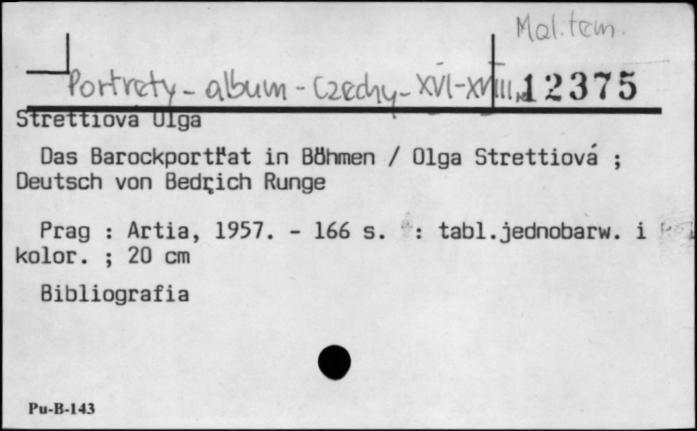 Mal.tem.
Portrety - album - Czechy - XVI-XVIII w. 12375
Strettiova Olga
Das Barockporträt in Böhmen / Olga Strettiová ;
Deutsch von Bedřich Runge
Prag : Artia, 1957. - 166 s. : tabl.jednobarw. i
kolor. ; 20 cm
Bibliografia
Pu-B-143